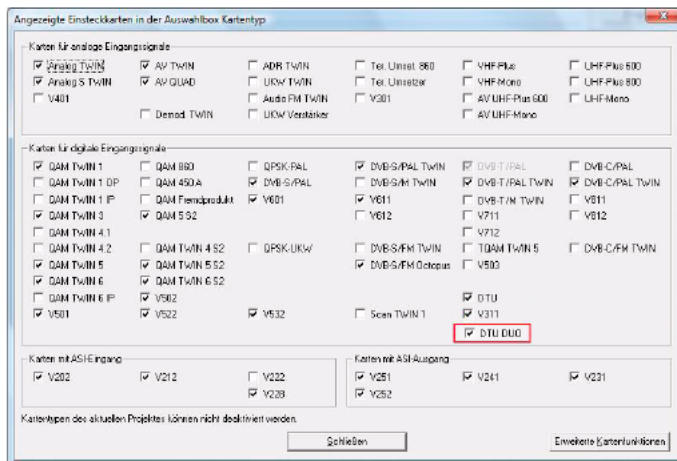 Angezeigte Einsteckkarten in der Auswahlbox Kartentyp
Karten für analoge Eingangssignale
Analog TWIN AV TWIN ADR TWIN Ter. Umset. 860 VHF-Plus UHF-Plus 600
Analog S TWIN AV QUAD UKW TWIN Ter. Umsetzer VHF-Mono UHF-Plus 800
V401 Audio FM TWIN V301 AV UHF-Plus 600 UHF-Mono
Demod. TWIN UKW Verstärker AV UHF-Mono
Karten für digitale Eingangssignale
QAM TWIN 1 QAM 860 QPSK-PAL DVB-S/PAL TWIN DVB-T/PAL DVB-C/PAL
QAM TWIN 1 OP QAM 450.A DVB-S/PAL DVB-S/M TWIN DVB-T/PAL TWIN DVB-C/PAL TWIN
QAM TWIN 1 IP QAM Fremdprodukt V601 V611 DVB-T/M TWIN V811
QAM TWIN 3 QAM 5 S2 V612 V711 V812
QAM TWIN 4.1 V712
QAM TWIN 4.2 QAM TWIN 4 S2 QPSK-UKW DVB-S/FM TWIN TQAM TWIN 5 DVB-C/FM TWIN
QAM TWIN 5 QAM TWIN 5 S2 DVB-S/FM Octopus V503
QAM TWIN 6 QAM TWIN 6 S2
QAM TWIN 6 IP V502 DTU
V501 V522 V532 Scan TWIN 1 V311
DTU DUO
Karten mit ASI-Eingang Karten mit ASI-Ausgang
V202 V212 V222 V251 V241 V231
V228 V252
Kartentypen des aktuellen Projektes können nicht deaktiviert werden.
Schließen Erweiterte Kartenfunktionen